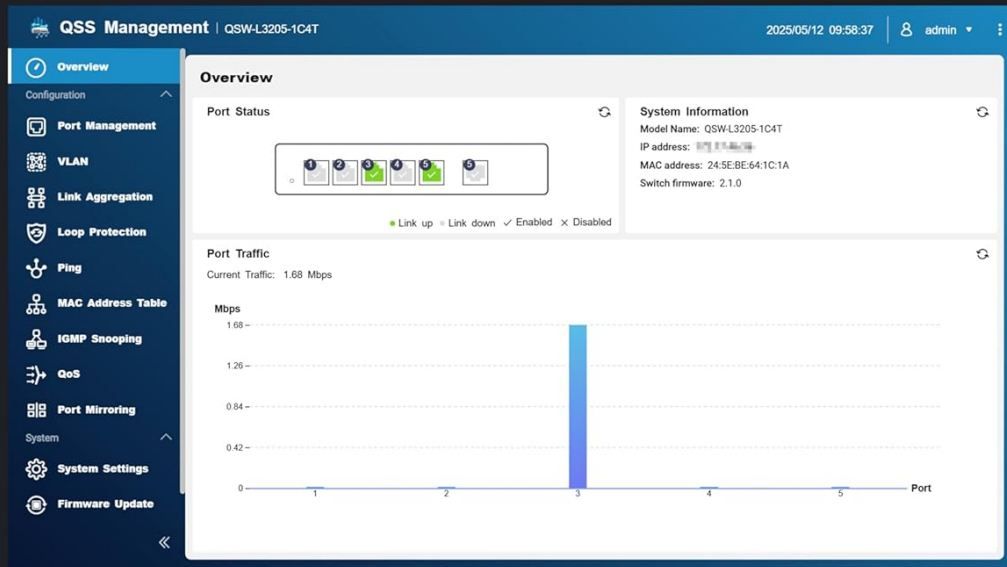 QSS Management | QSW-L3205-1C4T
2025/05/12 09:58:37
admin
Overview
Configuration
Port Management
VLAN
Link Aggregation
Loop Protection
Ping
MAC Address Table
IGMP Snooping
QoS
Port Mirroring
System
System Settings
Firmware Update
Overview
Port Status
1 2 3 4 5 5
Link up Link down Enabled Disabled
System Information
Model Name: QSW-L3205-1C4T
IP address:
MAC address: 24:5E:BE:64:1C:1A
Switch firmware: 2.1.0
Port Traffic
Current Traffic: 1.68 Mbps
Mbps
1.68
1.26
0.84
0.42
0
1 2 3 4 5 Port